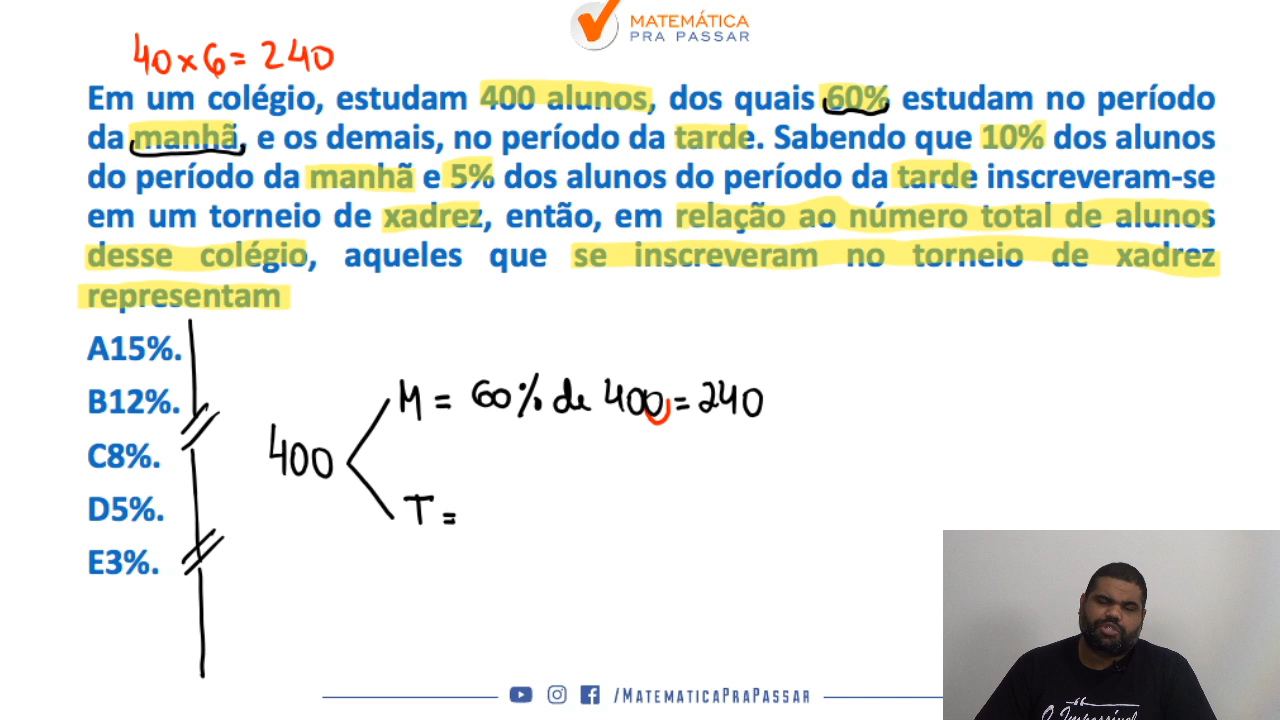 MATEMÁTICA
PRA PASSAR
40 x 6 = 240
Em um colégio, estudam 400 alunos, dos quais 60% estudam no período
da manhã, e os demais, no período da tarde. Sabendo que 10% dos alunos
do período da manhã e 5% dos alunos do período da tarde inscreveram-se
em um torneio de xadrez, então, em relação ao número total de alunos
desse colégio, aqueles que se inscreveram no torneio de xadrez
representam
A15%.
B12%.
C8%.
D5%.
E3%.
M = 60% de 400 = 240
400
T =
/MatematicaPraPassar
O Impossível